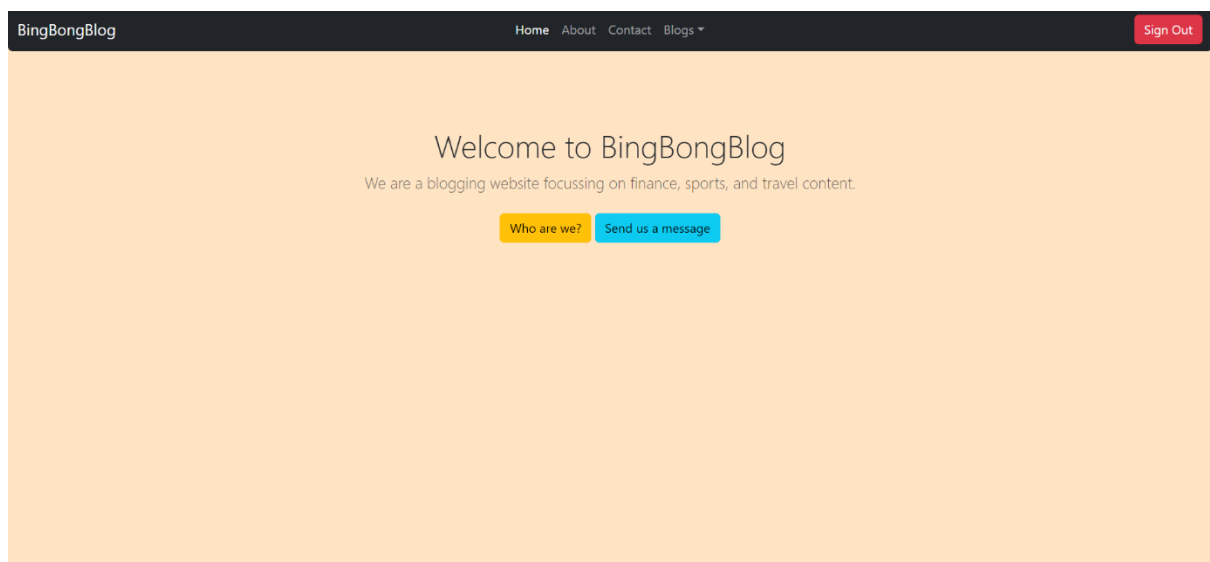 BingBongBlog Home About Contact Blogs Sign Out
Welcome to BingBongBlog
We are a blogging website focussing on finance, sports, and travel content.
Who are we? Send us a message